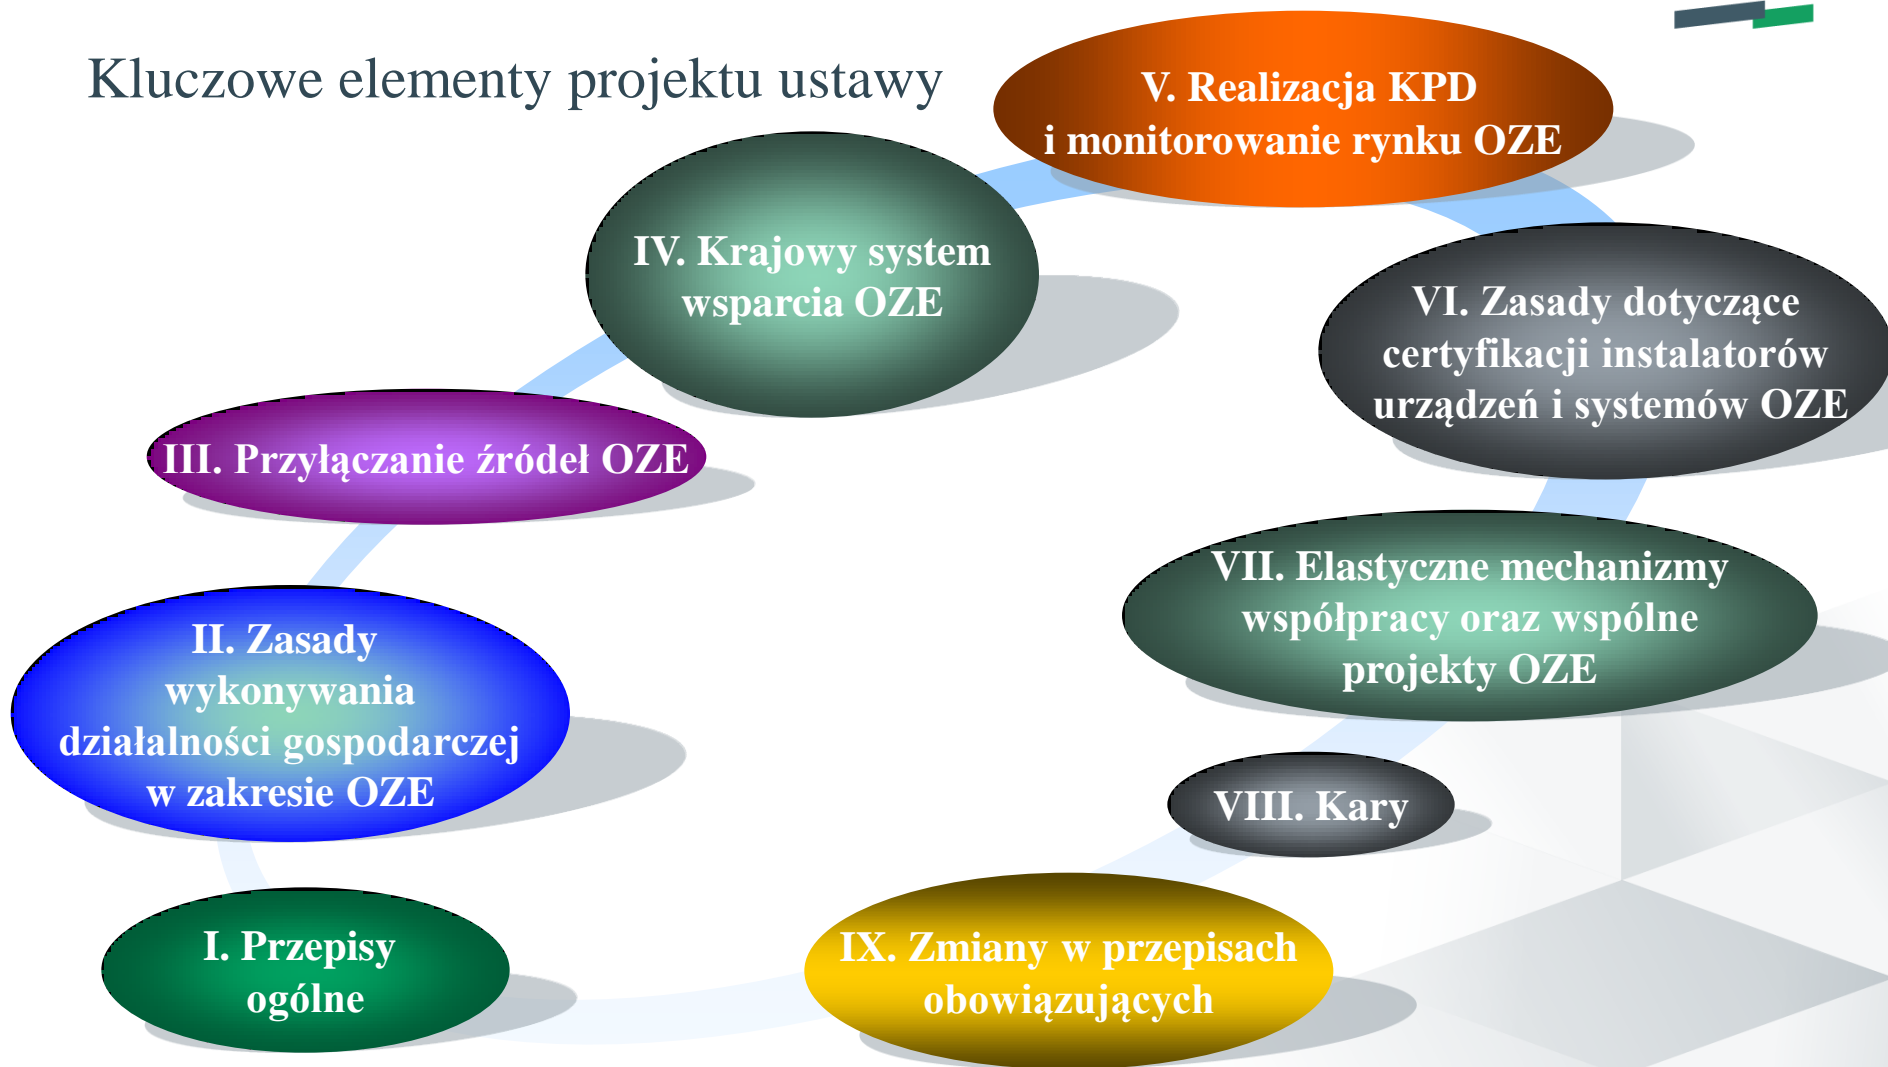 Kluczowe elementy projektu ustawy
I. Przepisy
ogólne
II. Zasady
wykonywania
działalności gospodarczej
w zakresie OZE
III. Przyłączanie źródeł OZE
IV. Krajowy system
wsparcia OZE
V. Realizacja KPD
i monitorowanie rynku OZE
VI. Zasady dotyczące
certyfikacji instalatorów
urządzeń i systemów OZE
VII. Elastyczne mechanizmy
współpracy oraz wspólne
projekty OZE
VIII. Kary
IX. Zmiany w przepisach
obowiązujących